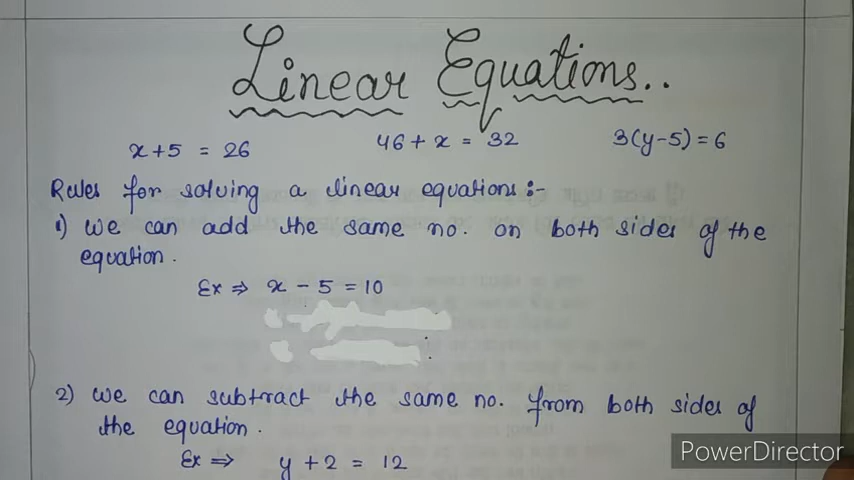 Linear Equations..
x+5 = 26 46 + x = 32 3(y-5) = 6
Rules for solving a linear equations:-
1) we can add the same no. on both sides of the
equation.
Ex ⇒ x - 5 = 10
2) we can subtract the same no. from both sides of
the equation.
Ex ⇒ y + 2 = 12
PowerDirector